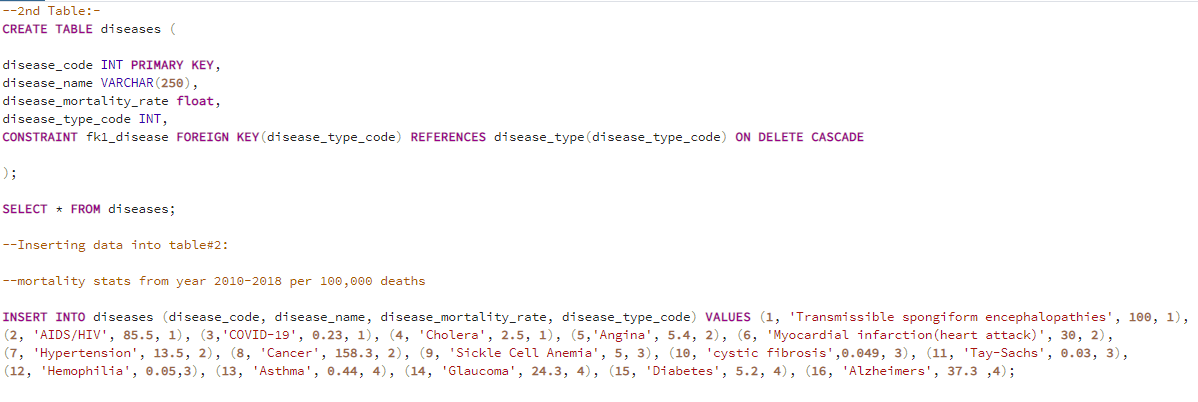 --2nd Table:-
CREATE TABLE diseases (
disease_code INT PRIMARY KEY,
disease_name VARCHAR(250),
disease_mortality_rate float,
disease_type_code INT,
CONSTRAINT fk1_disease FOREIGN KEY(disease_type_code) REFERENCES disease_type(disease_type_code) ON DELETE CASCADE
);
SELECT * FROM diseases;
--Inserting data into table#2:
--mortality stats from year 2010-2018 per 100,000 deaths
INSERT INTO diseases (disease_code, disease_name, disease_mortality_rate, disease_type_code) VALUES (1, 'Transmissible spongiform encephalopathies', 100, 1),
(2, 'AIDS/HIV', 85.5, 1), (3,'COVID-19', 0.23, 1), (4, 'Cholera', 2.5, 1), (5,'Angina', 5.4, 2), (6, 'Myocardial infarction(heart attack)', 30, 2),
(7, 'Hypertension', 13.5, 2), (8, 'Cancer', 158.3, 2), (9, 'Sickle Cell Anemia', 5, 3), (10, 'cystic fibrosis',0.049, 3), (11, 'Tay-Sachs', 0.03, 3),
(12, 'Hemophilia', 0.05,3), (13, 'Asthma', 0.44, 4), (14, 'Glaucoma', 24.3, 4), (15, 'Diabetes', 5.2, 4), (16, 'Alzheimers', 37.3 ,4);